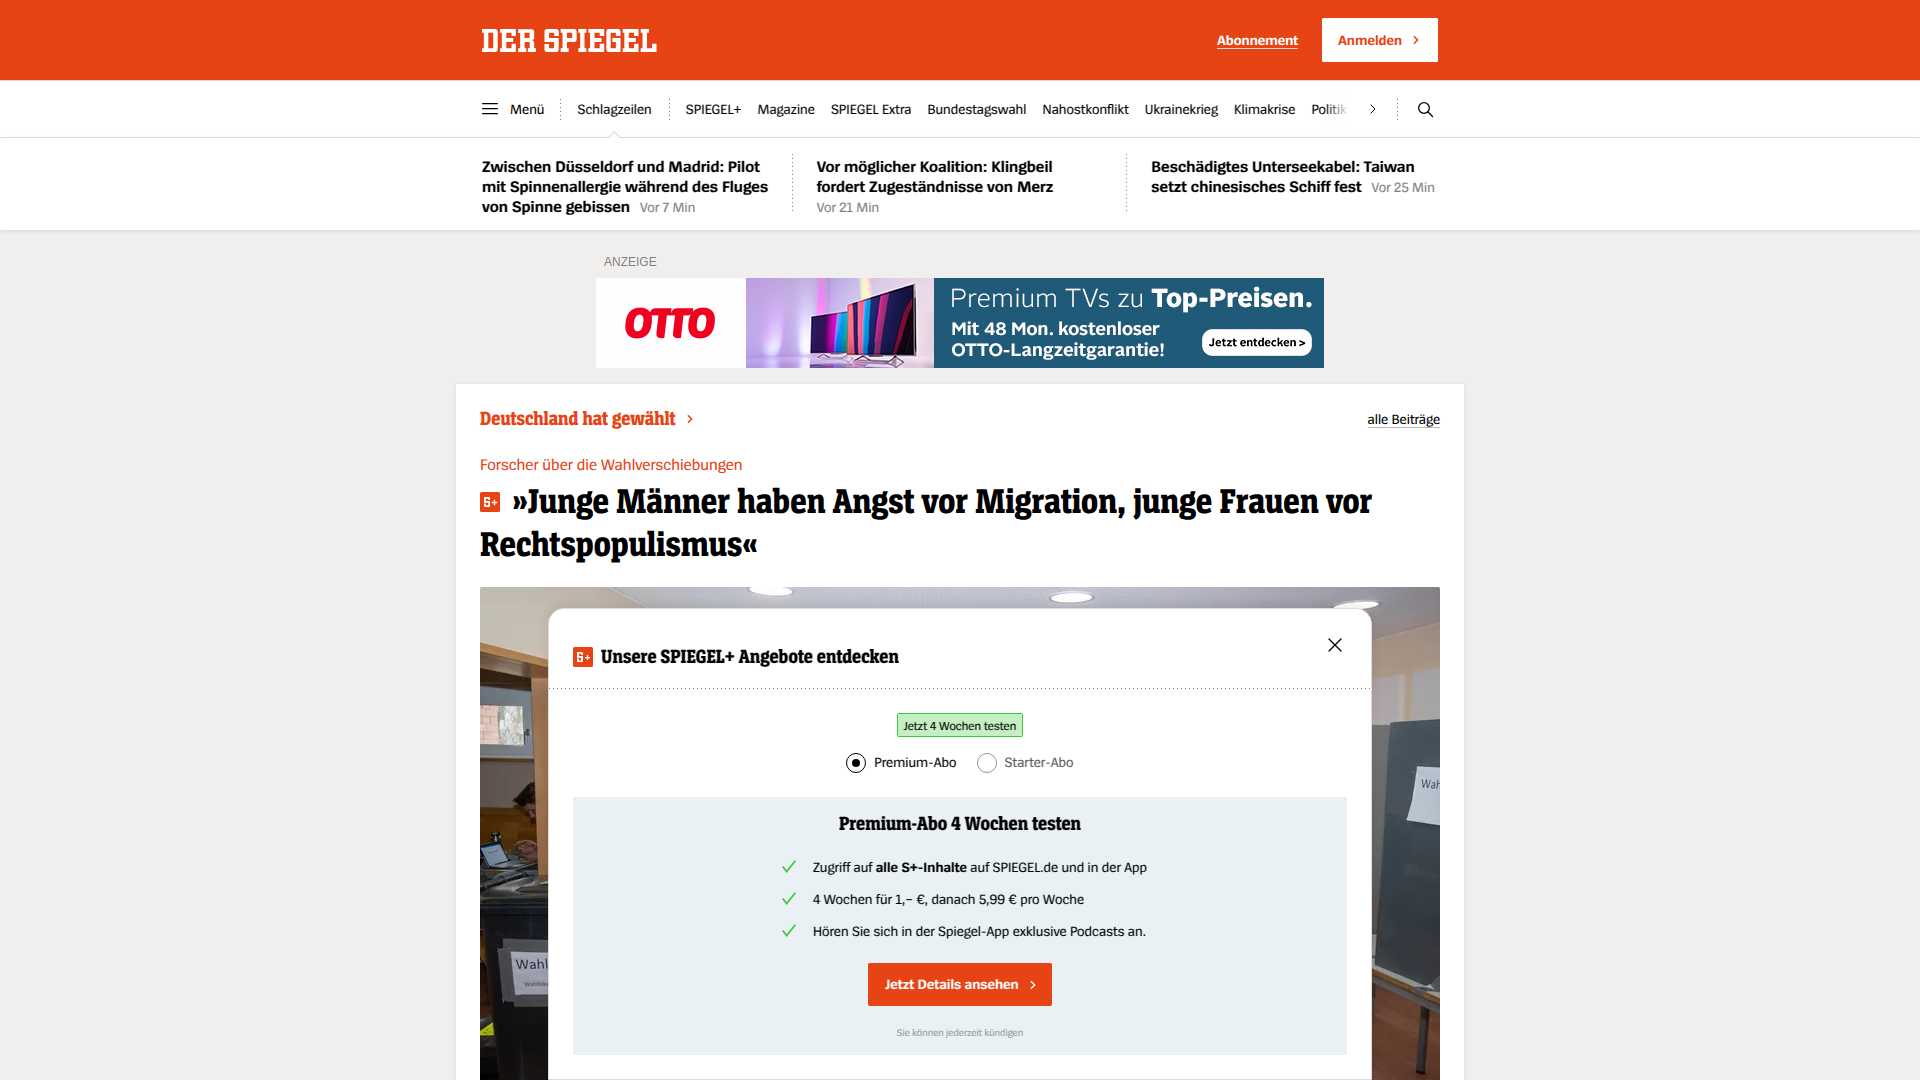 DER SPIEGEL
Abonnement
Anmelden
Menü
Schlagzeilen
SPIEGEL+
Magazine
SPIEGEL Extra
Bundestagswahl
Nahostkonflikt
Ukrainekrieg
Klimakrise
Politik
Zwischen Düsseldorf und Madrid: Pilot
mit Spinnenallergie während des Fluges
von Spinne gebissen Vor 7 Min
Vor möglicher Koalition: Klingbeil
fordert Zugeständnisse von Merz
Vor 21 Min
Beschädigtes Unterseekabel: Taiwan
setzt chinesisches Schiff fest Vor 25 Min
ANZEIGE
OTTO
Premium TVs zu Top-Preisen.
Mit 48 Mon. kostenloser
OTTO-Langzeitgarantie!
Jetzt entdecken >
Deutschland hat gewählt
alle Beiträge
Forscher über die Wahlverschiebungen
S+ »Junge Männer haben Angst vor Migration, junge Frauen vor
Rechtspopulismus«
S+ Unsere SPIEGEL+ Angebote entdecken
Jetzt 4 Wochen testen
Premium-Abo
Starter-Abo
Premium-Abo 4 Wochen testen
Zugriff auf alle S+-Inhalte auf SPIEGEL.de und in der App
4 Wochen für 1,– €, danach 5,99 € pro Woche
Hören Sie sich in der Spiegel-App exklusive Podcasts an.
Jetzt Details ansehen
Sie können jederzeit kündigen
Wahl
Wah